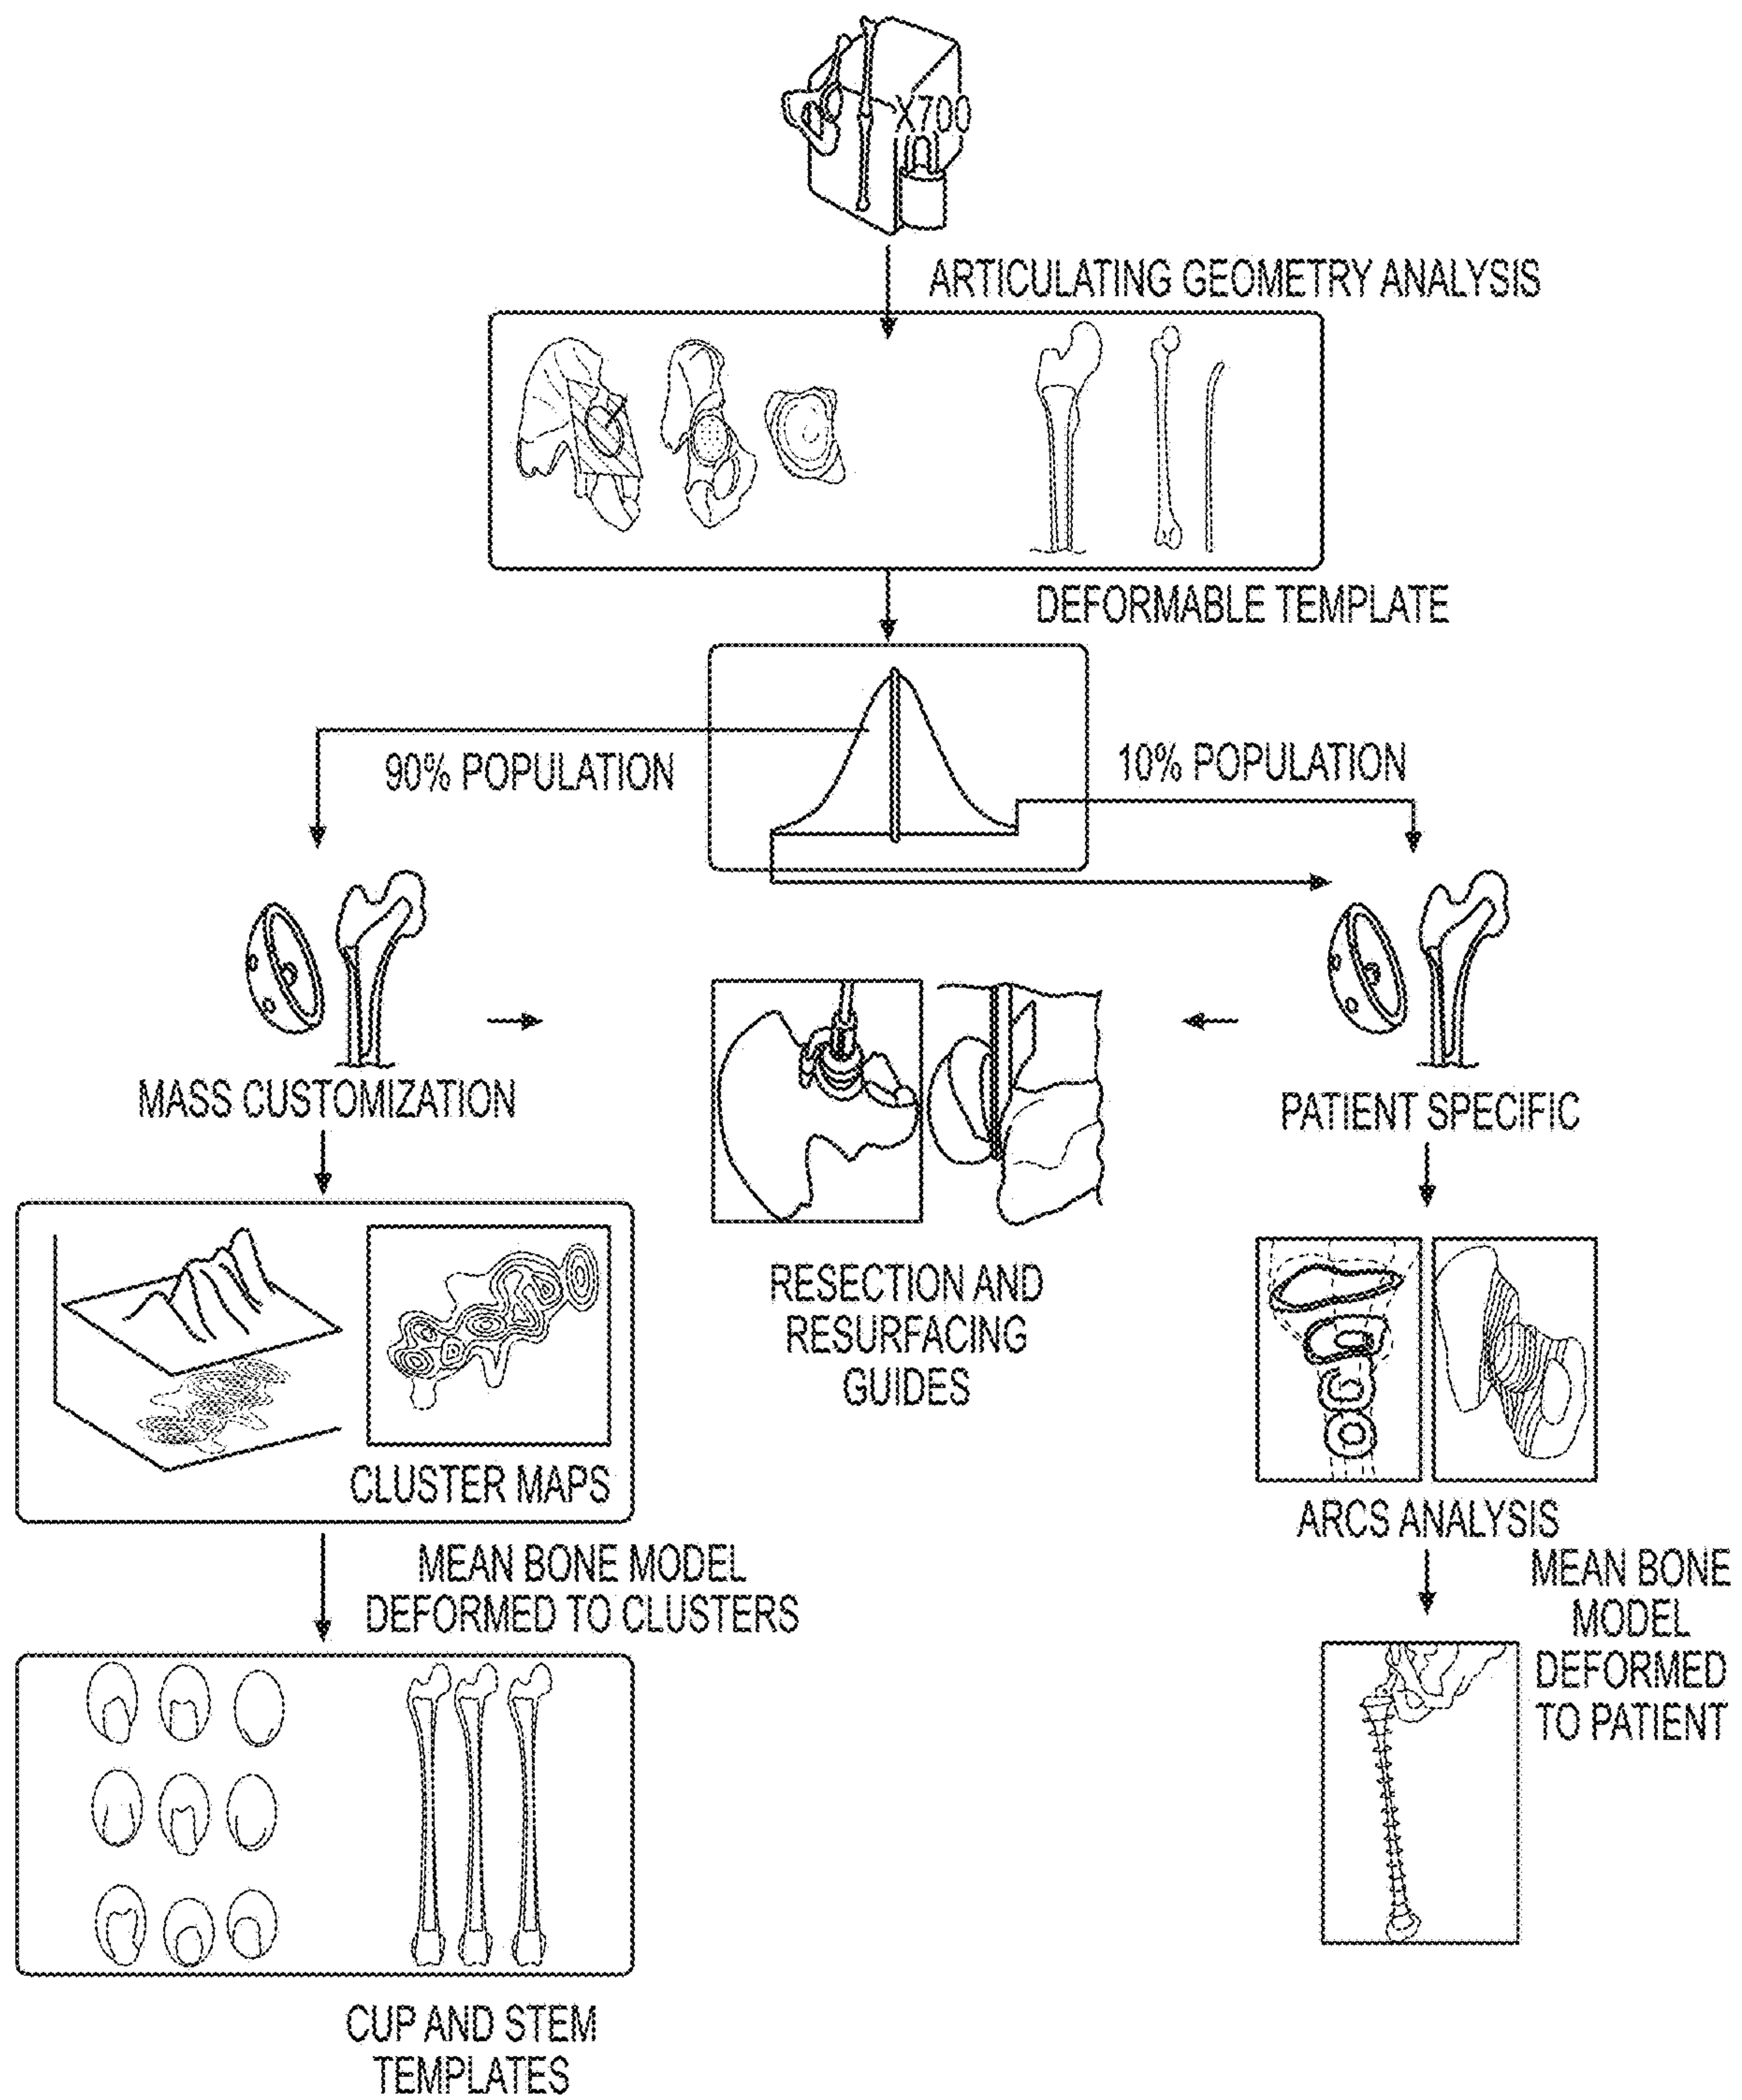 X700
ARTICULATING GEOMETRY ANALYSIS
DEFORMABLE TEMPLATE
90% POPULATION
10% POPULATION
MASS CUSTOMIZATION
PATIENT SPECIFIC
RESECTION AND
RESURFACING
GUIDES
CLUSTER MAPS
ARCS ANALYSIS
MEAN BONE MODEL
DEFORMED TO CLUSTERS
MEAN BONE
MODEL
DEFORMED
TO PATIENT
CUP AND STEM
TEMPLATES